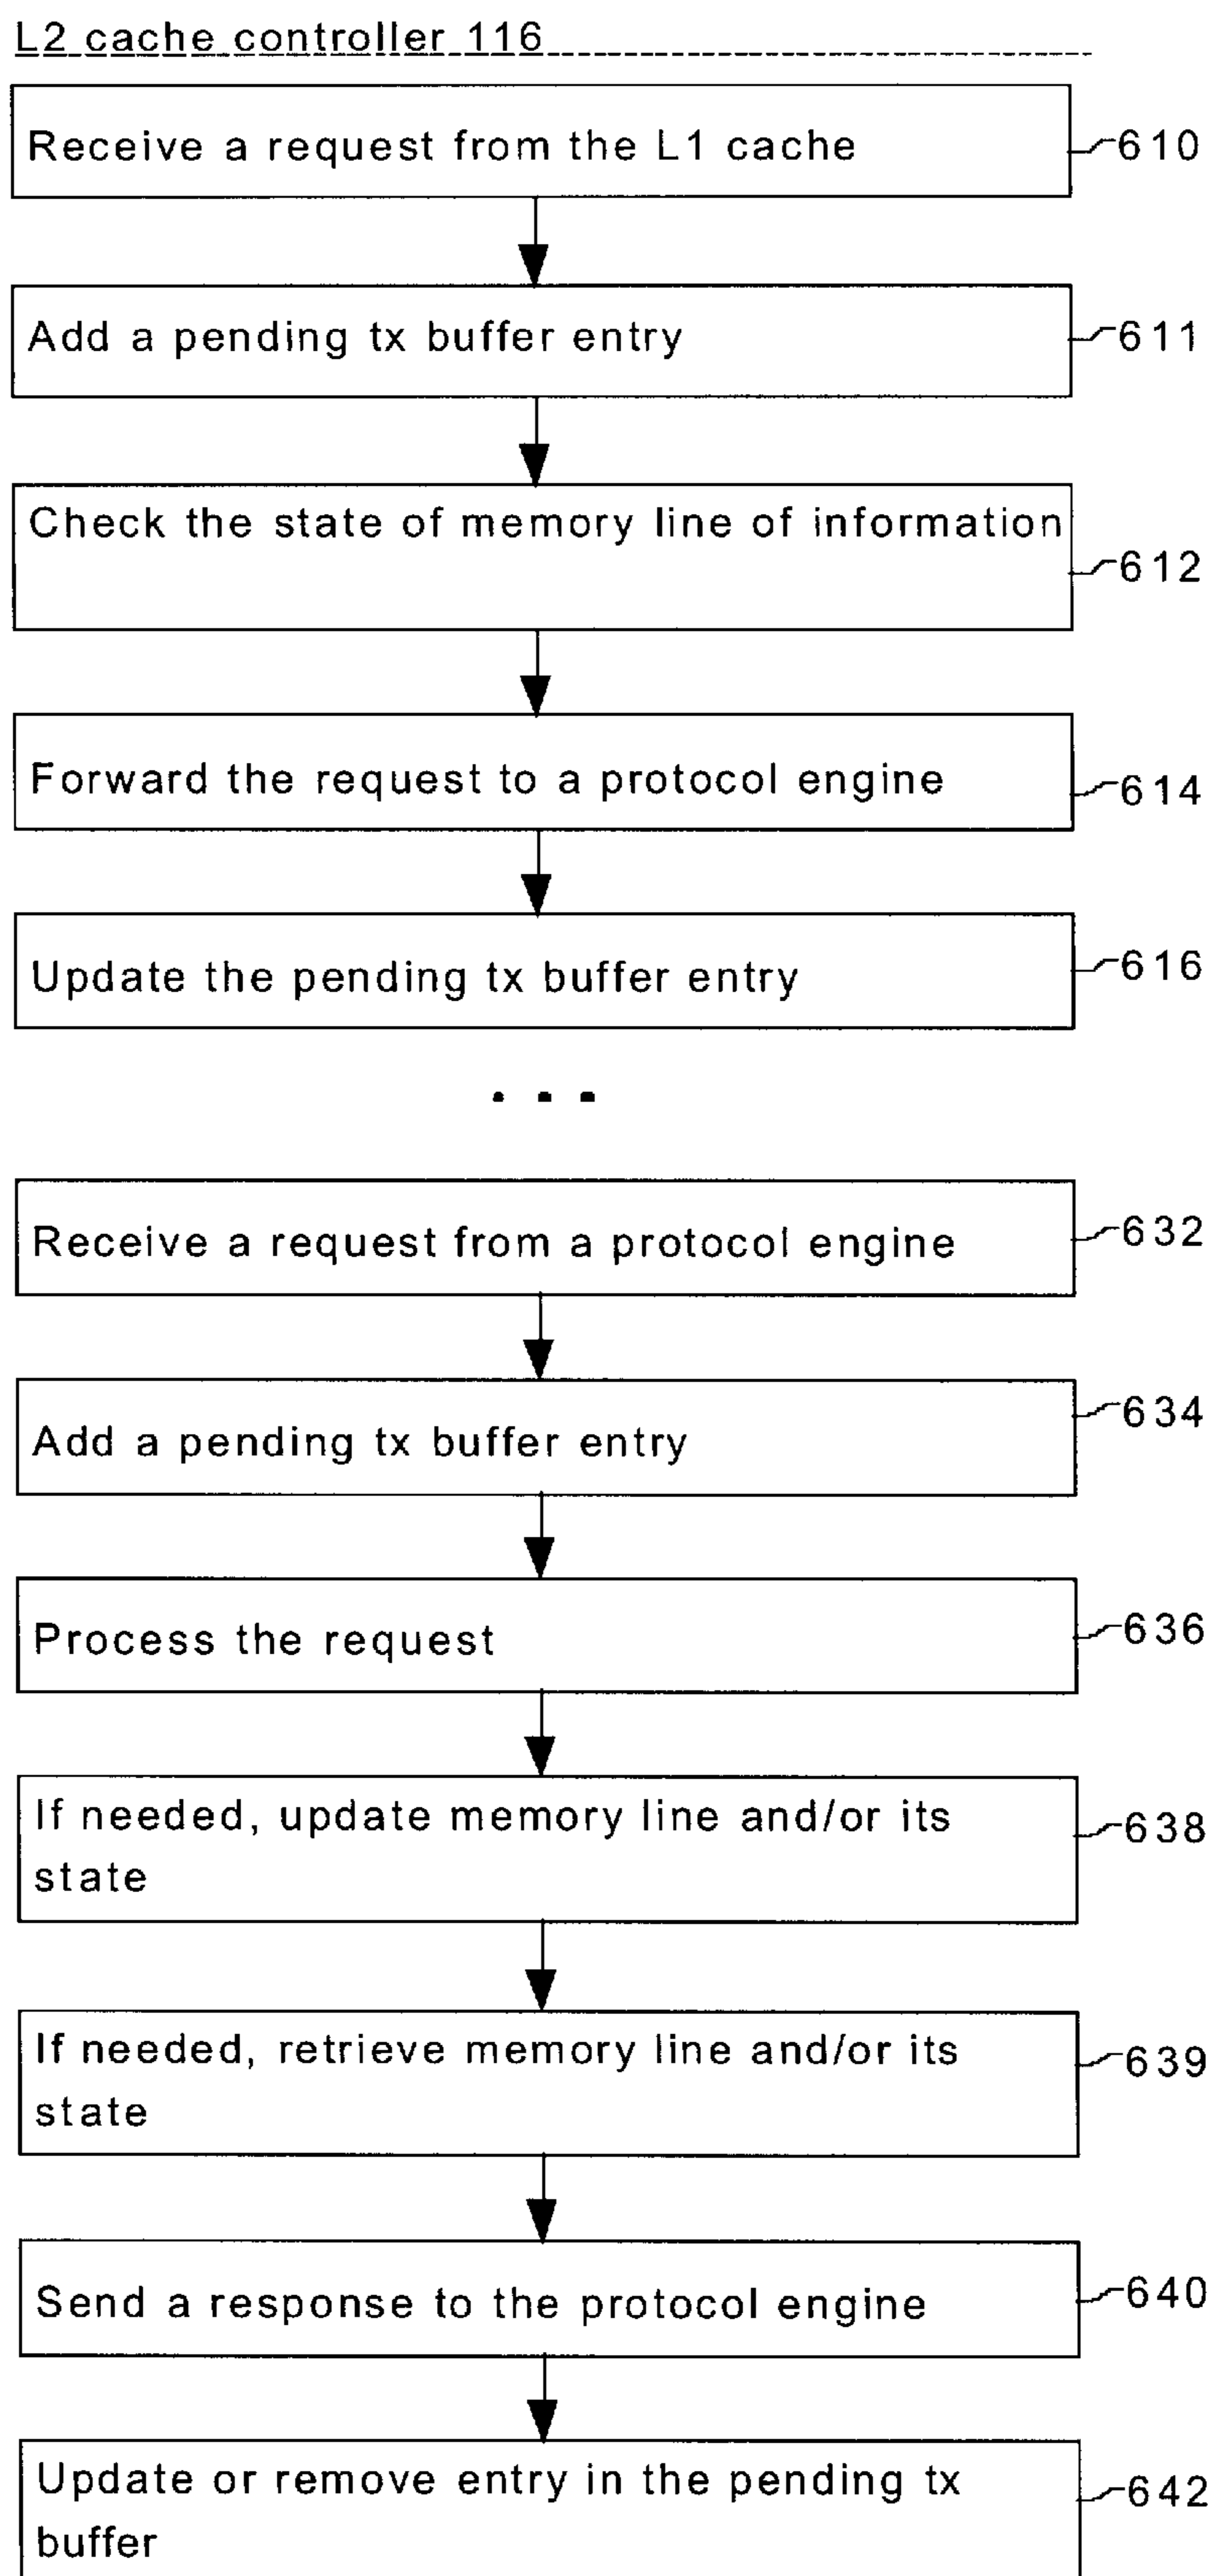 L2 cache controller 116
Receive a request from the L1 cache
610
Add a pending tx buffer entry
611
Check the state of memory line of information
612
Forward the request to a protocol engine
614
Update the pending tx buffer entry
616
. . .
Receive a request from a protocol engine
632
Add a pending tx buffer entry
634
Process the request
636
If needed, update memory line and/or its
state
638
If needed, retrieve memory line and/or its
state
639
Send a response to the protocol engine
640
Update or remove entry in the pending tx
buffer
642